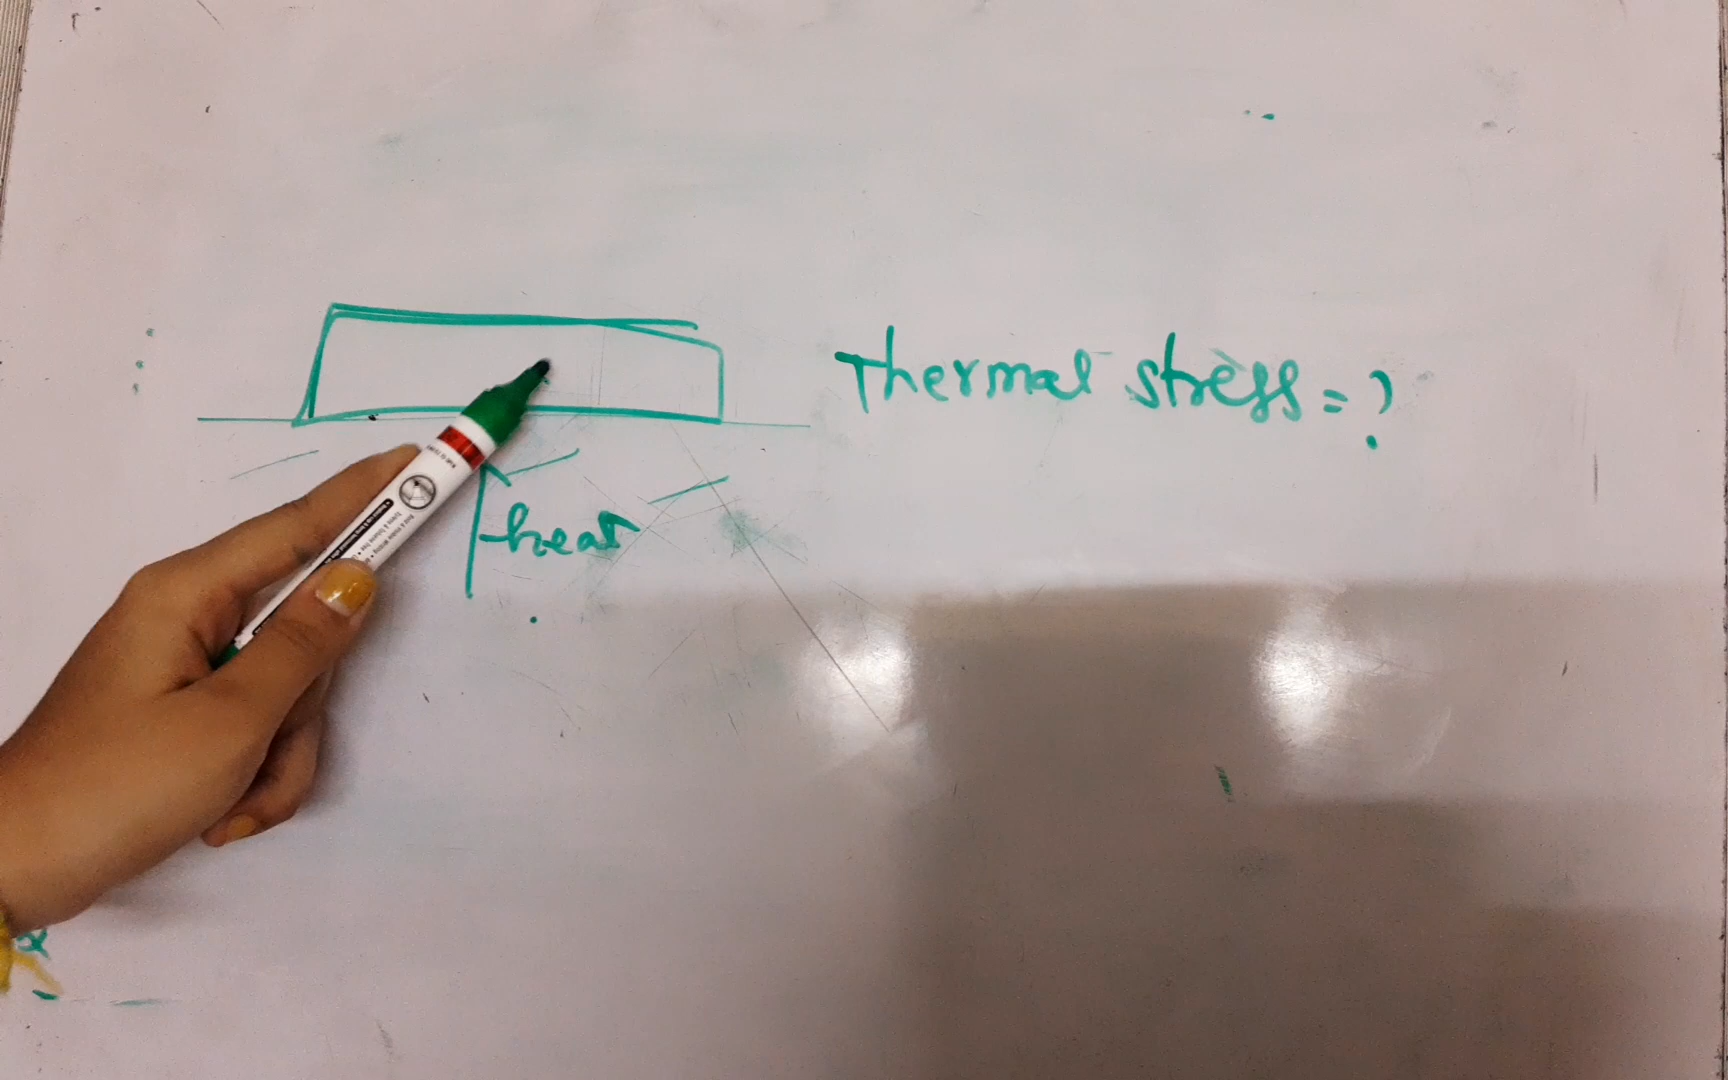 Thermal stress = ?
heat
α